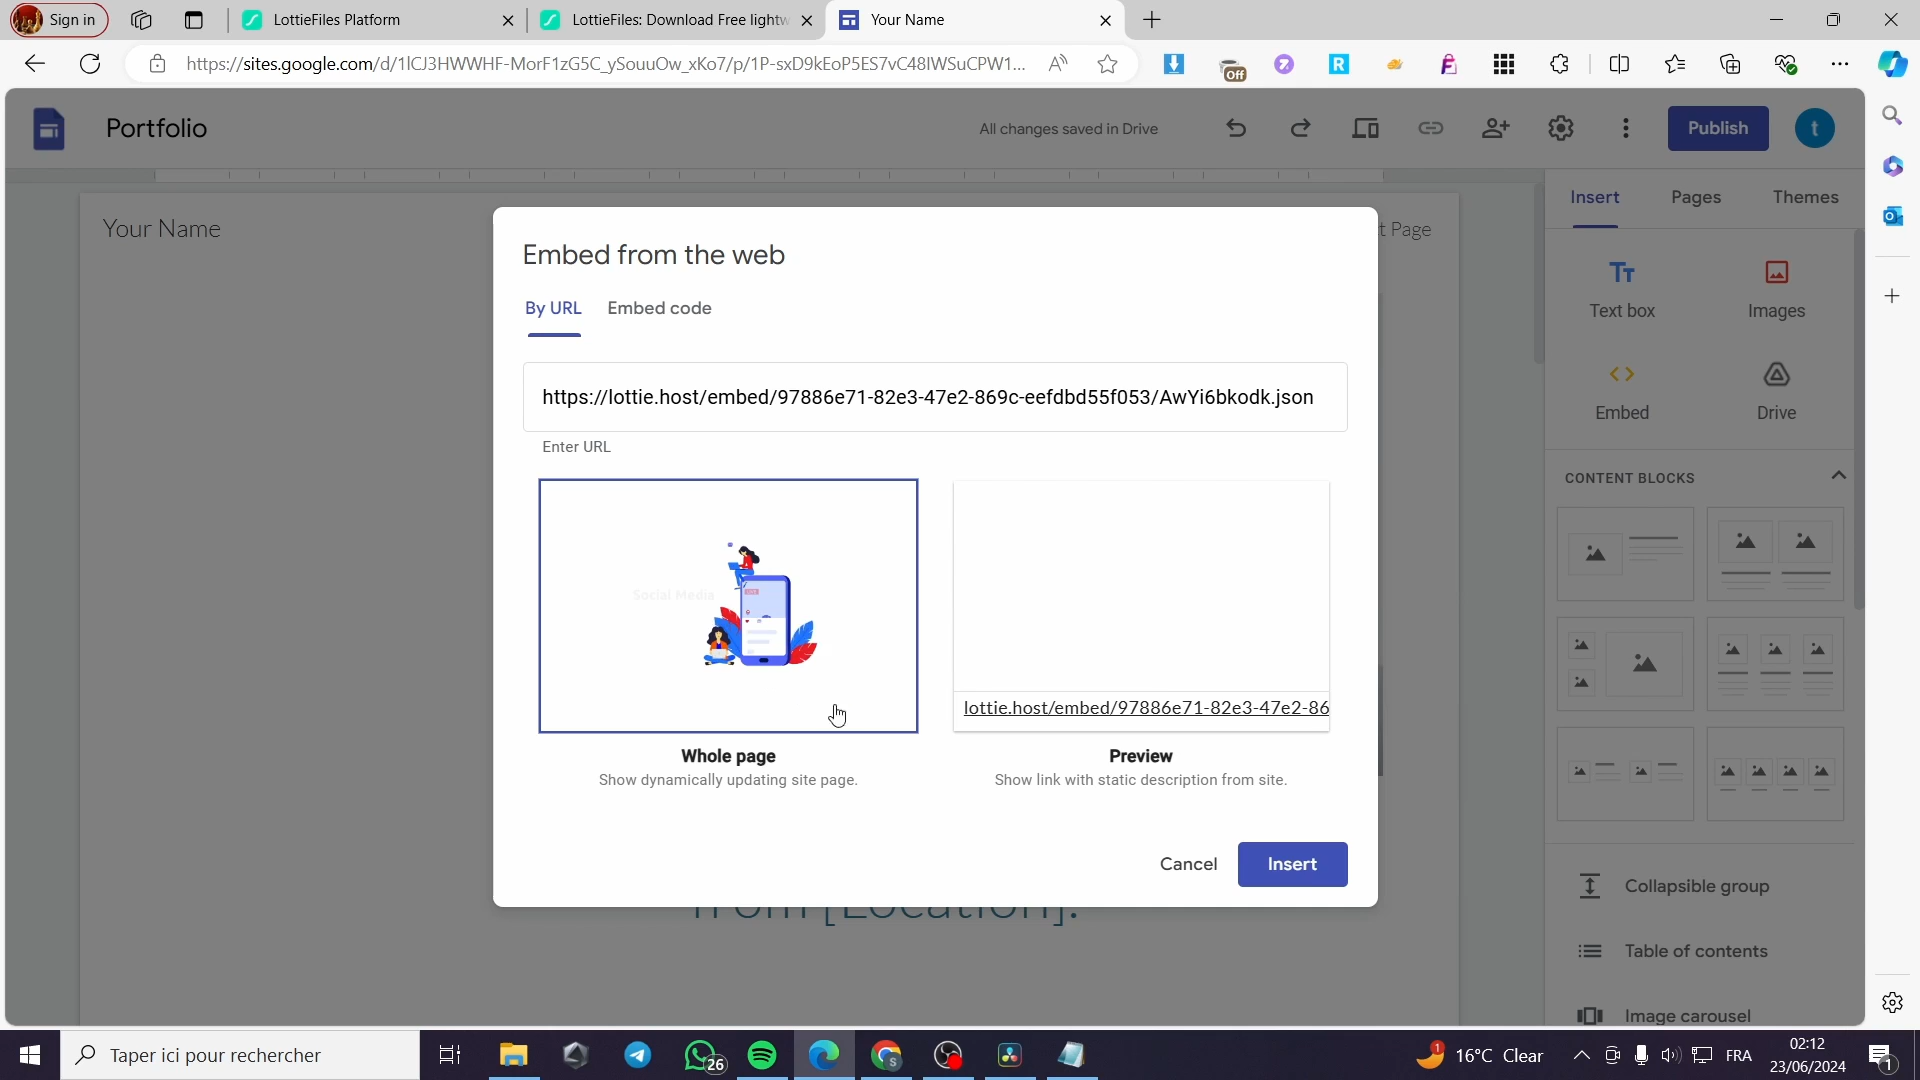 Sign in
LottieFiles Platform
LottieFiles: Download Free lightw
Your Name
https://sites.google.com/d/1lCJ3HWWHF-MorF1zG5C_ySouuOw_xKo7/p/1P-sxD9kEoP5ES7vC48lWSuCPW1...
Off
Portfolio
All changes saved in Drive
Publish
t
Your Name
t Page
Insert
Pages
Themes
Embed from the web
By URL
Embed code
https://lottie.host/embed/97886e71-82e3-47e2-869c-eefdbd55f053/AwYi6bkodk.json
Enter URL
Social Media
LIVE
lottie.host/embed/97886e71-82e3-47e2-86
Whole page
Show dynamically updating site page.
Preview
Show link with static description from site.
Cancel
Insert
from [Location].
Text box
Images
Embed
Drive
CONTENT BLOCKS
Collapsible group
Table of contents
Image carousel
Taper ici pour rechercher
26
1
16°C Clear
FRA
02:12
23/06/2024
1